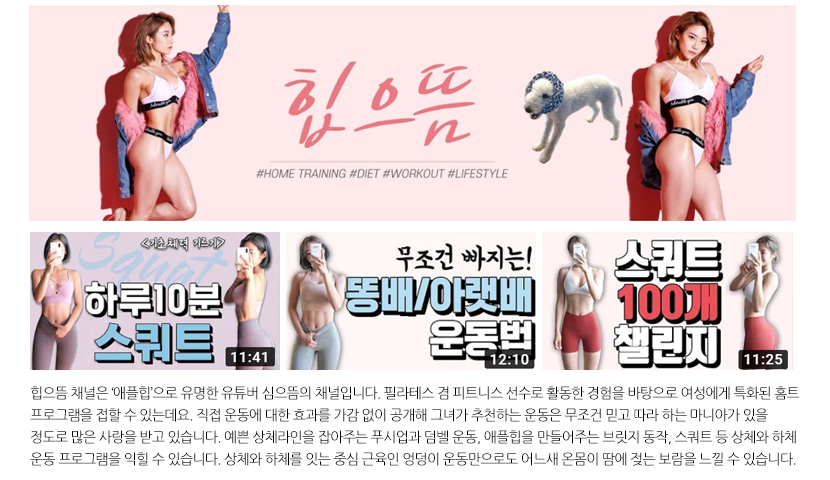 힙으뜸
#HOME TRAINING #DIET #WORKOUT #LIFESTYLE
<기초체력 기르기>
Squat
하루10분
스쿼트
11:41
무조건 빠지는!
똥배/아랫배
운동법
12:10
스쿼트
100개
챌린지
11:25
힙으뜸 채널은 '애플힙'으로 유명한 유튜버 심으뜸의 채널입니다. 필라테스 겸 피트니스 선수로 활동한 경험을 바탕으로 여성에게 특화된 홈트
프로그램을 접할 수 있는데요. 직접 운동에 대한 효과를 가감 없이 공개해 그녀가 추천하는 운동은 무조건 믿고 따라 하는 마니아가 있을
정도로 많은 사랑을 받고 있습니다. 예쁜 상체라인을 잡아주는 푸시업과 덤벨 운동, 애플힙을 만들어주는 브릿지 동작, 스쿼트 등 상체와 하체
운동 프로그램을 익힐 수 있습니다. 상체와 하체를 잇는 중심 근육인 엉덩이 운동만으로도 어느새 온몸이 땀에 젖는 보람을 느낄 수 있습니다.